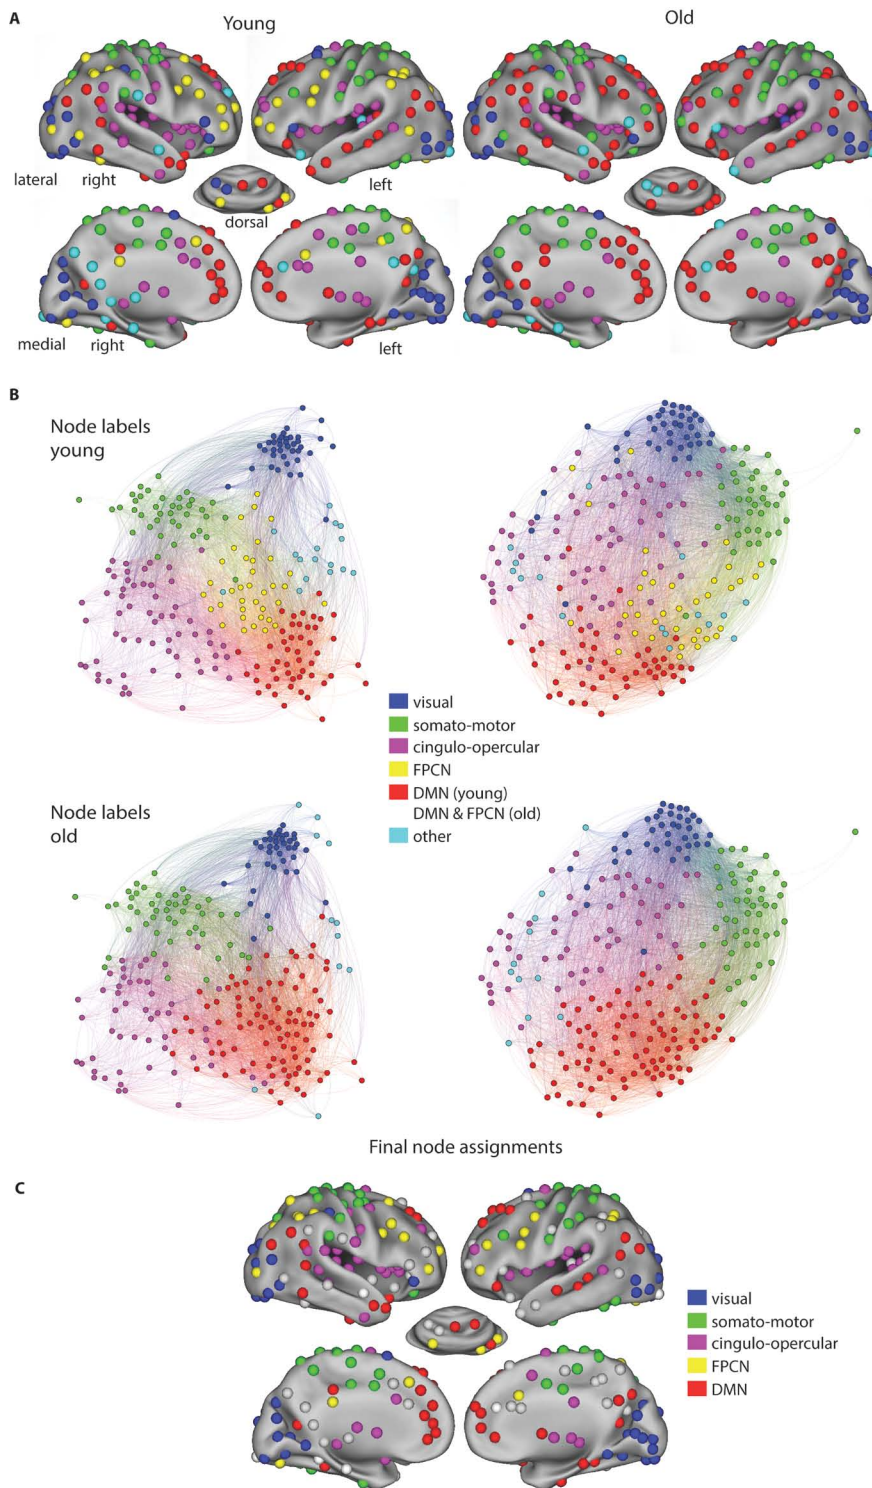 A
Young
Old
lateral right
left
dorsal
medial right
left
B
Node labels
young
visual
somato-motor
cingulo-opercular
FPCN
DMN (young)
DMN & FPCN (old)
other
Node labels
old
Final node assignments
C
visual
somato-motor
cingulo-opercular
FPCN
DMN